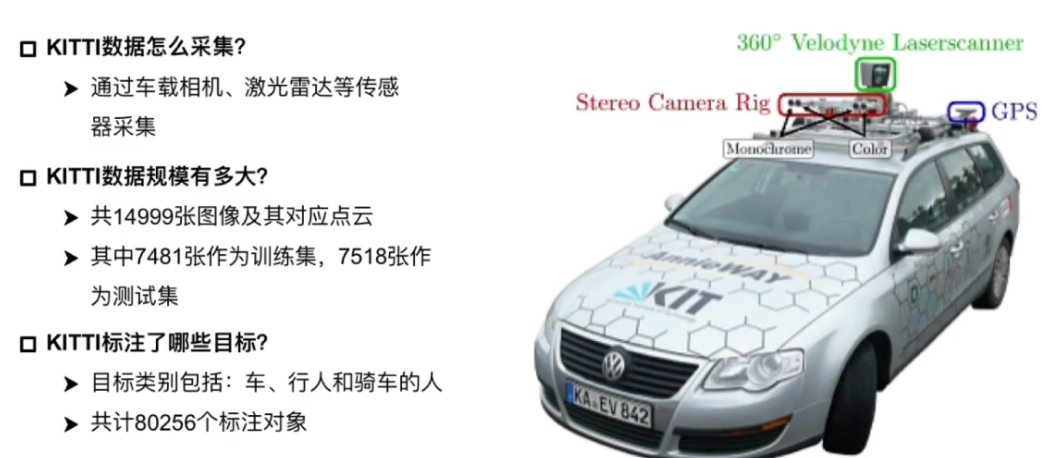 KITTI数据怎么采集?
通过车载相机、激光雷达等传感
器采集
KITTI数据规模有多大?
共14999张图像及其对应点云
其中7481张作为训练集，7518张作
为测试集
KITTI标注了哪些目标?
目标类别包括：车、行人和骑车的人
共计80256个标注对象
360° Velodyne Laserscanner
Stereo Camera Rig
GPS
Monochrome
Color
AnnieWAY
KIT
KA EV 842